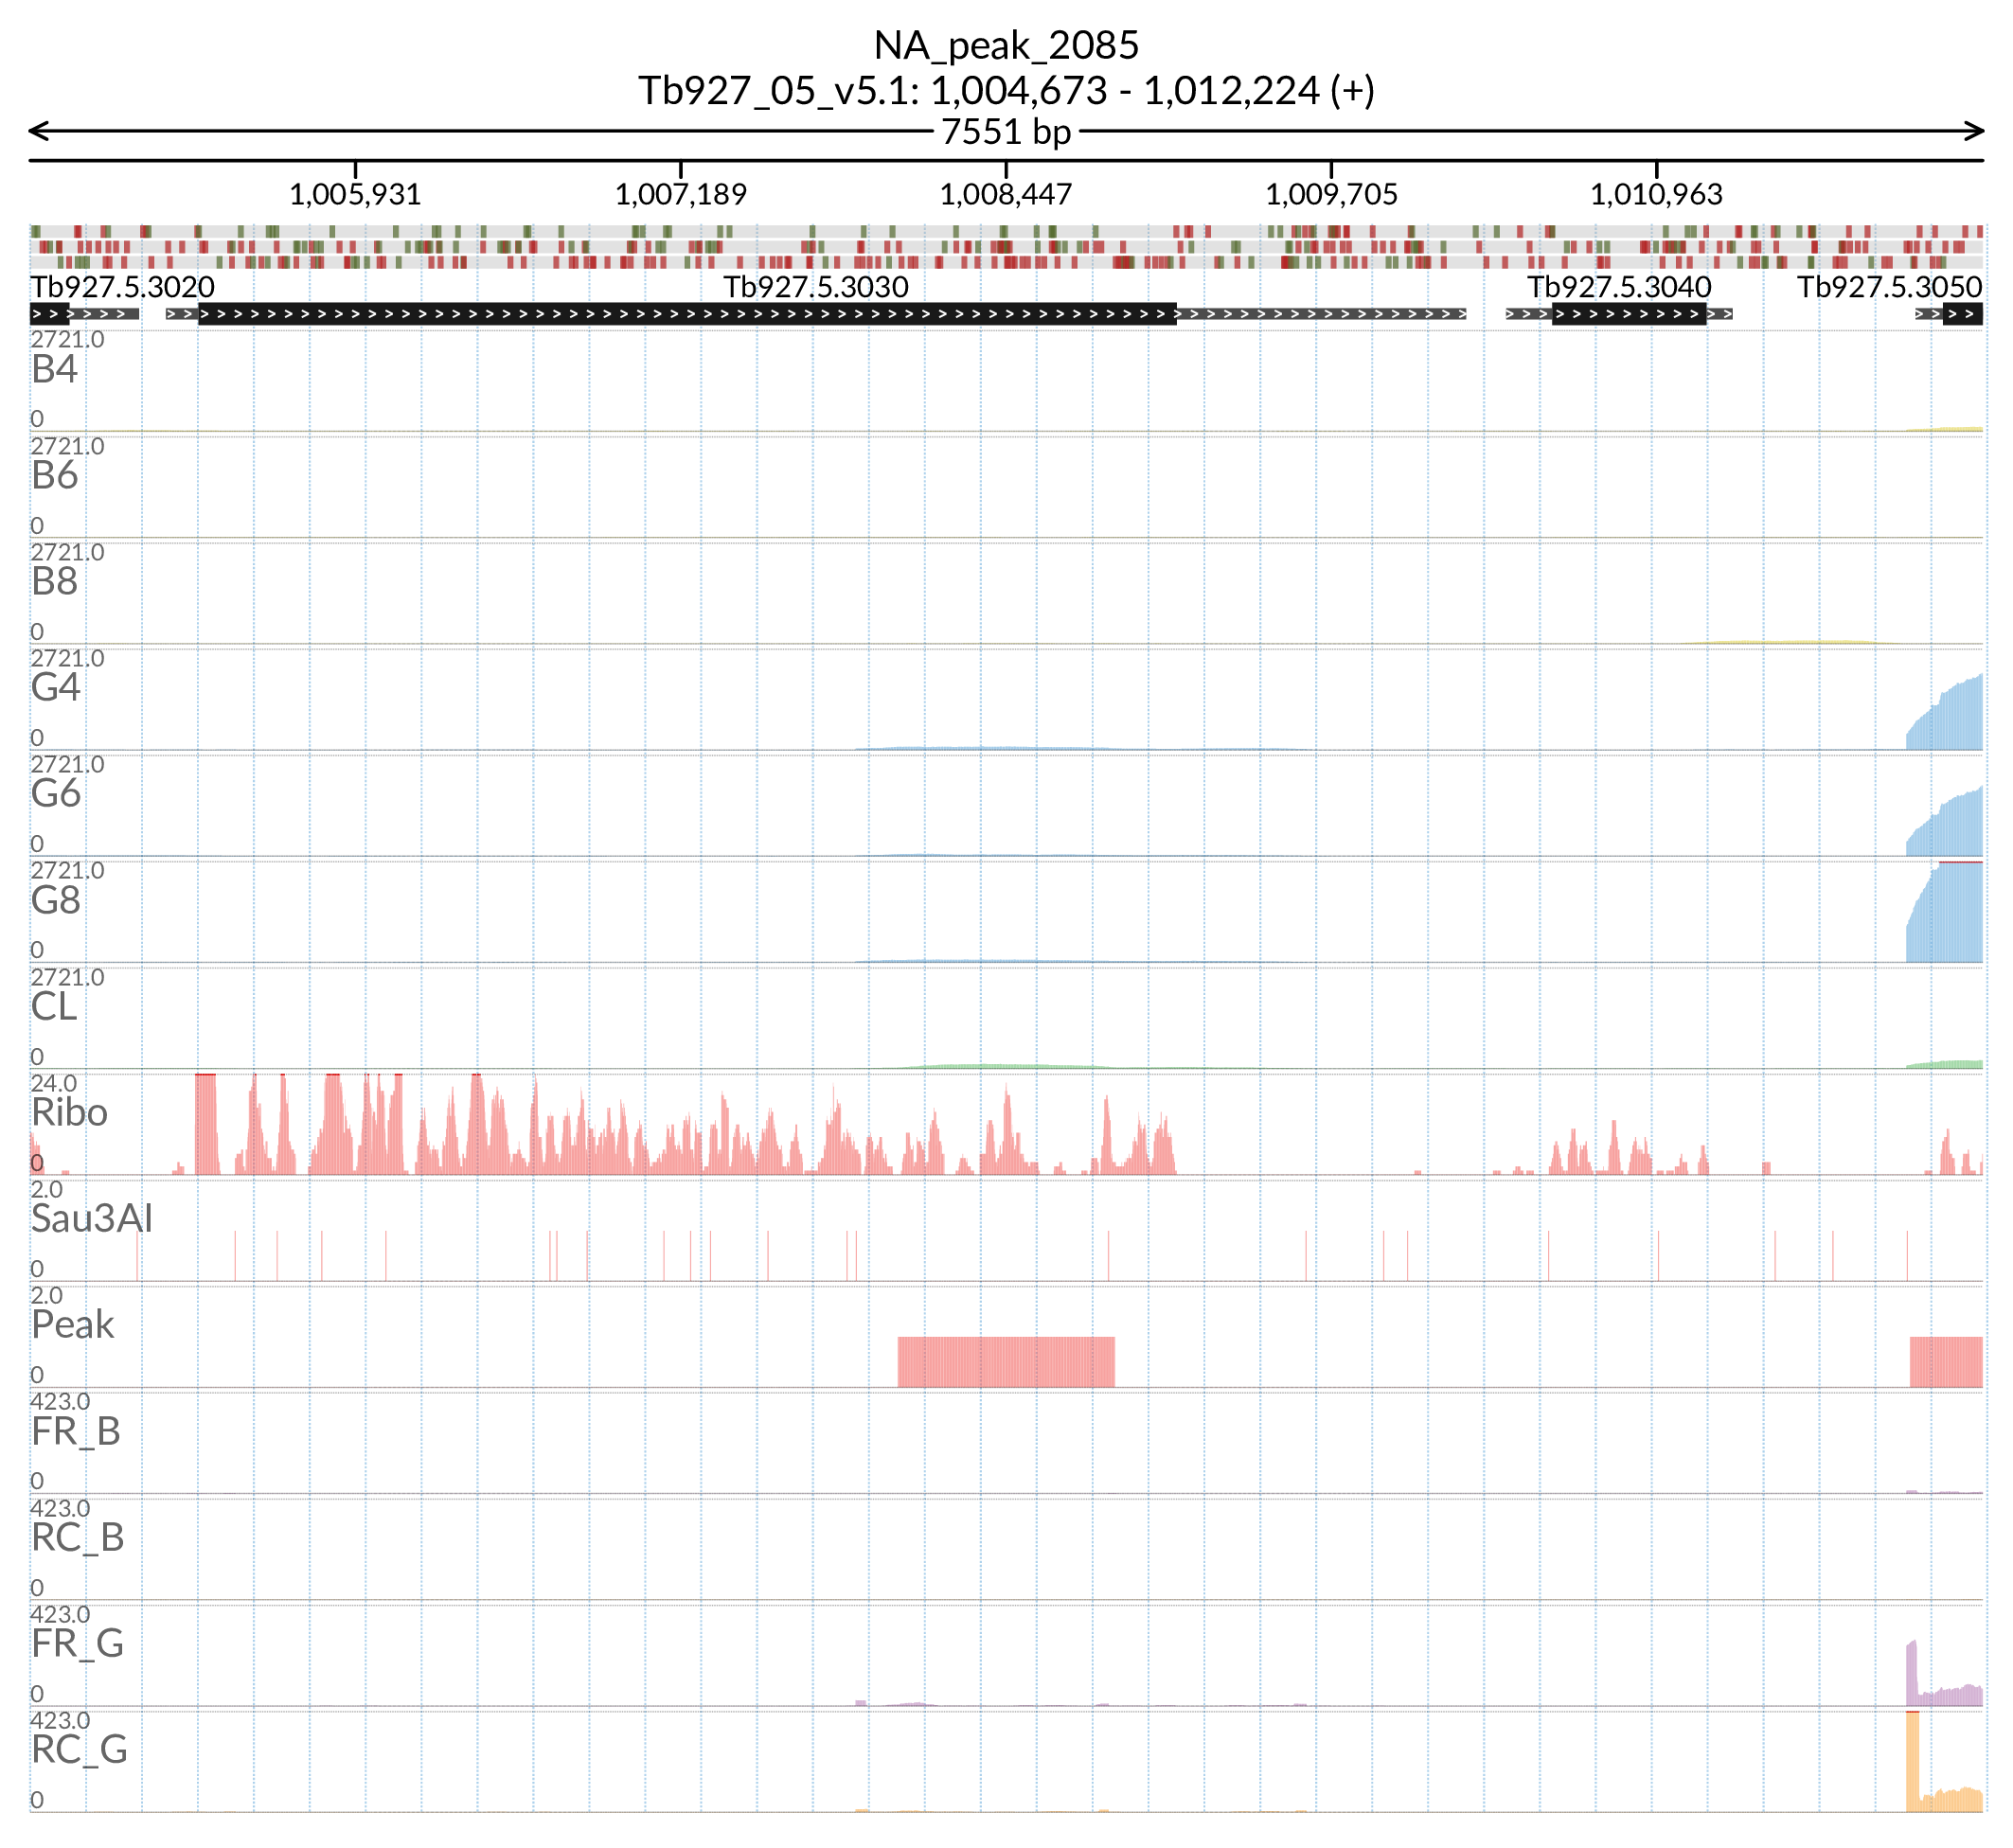 NA_peak_2085
Tb927_05_v5.1: 1,004,673 - 1,012,224 (+)
7551 bp
1,005,931 1,007,189 1,008,447 1,009,705 1,010,963
Tb927.5.3020 Tb927.5.3030 Tb927.5.3040 Tb927.5.3050
2721.0
B4
0
2721.0
B6
0
2721.0
B8
0
2721.0
G4
0
2721.0
G6
0
2721.0
G8
0
2721.0
CL
0
24.0
Ribo
0
2.0
Sau3AI
0
2.0
Peak
0
423.0
FR_B
0
423.0
RC_B
0
423.0
FR_G
0
423.0
RC_G
0